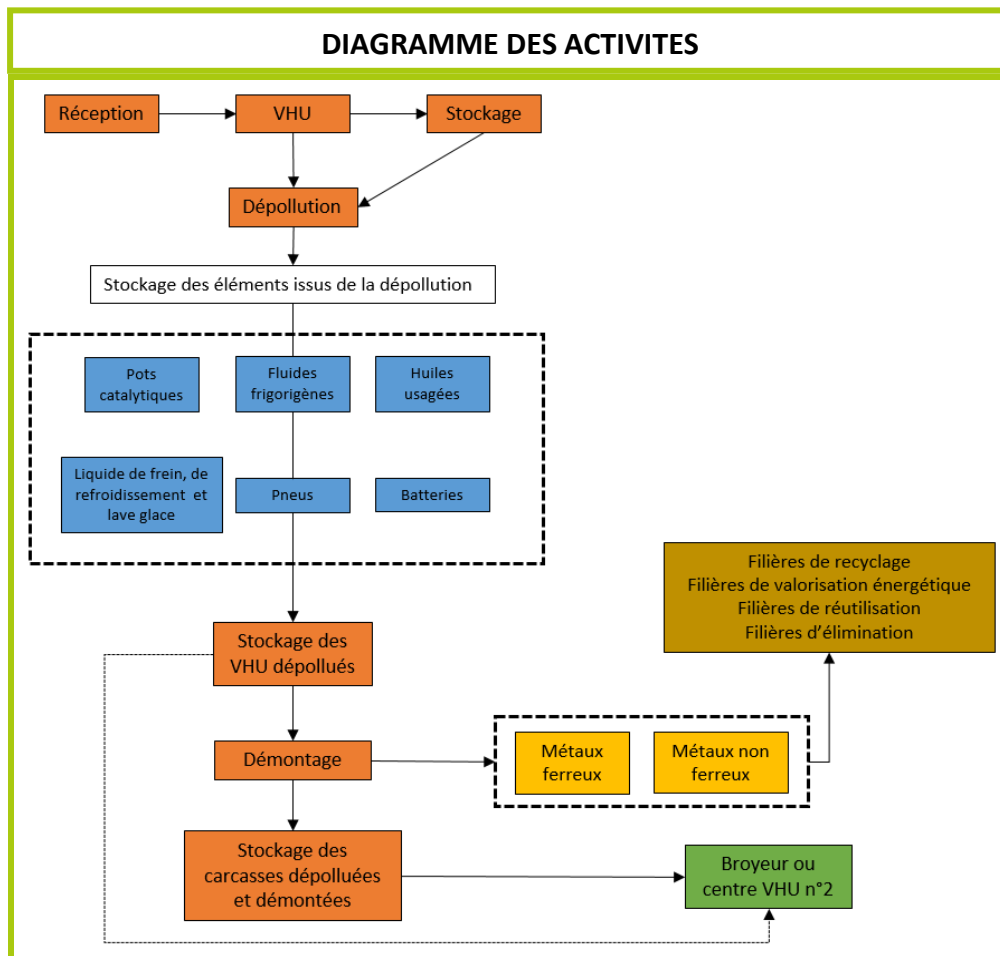 DIAGRAMME DES ACTIVITES
Réception
VHU
Stockage
Dépollution
Stockage des éléments issus de la dépollution
Pots
catalytiques
Fluides
frigorigènes
Huiles
usagées
Liquide de frein, de
refroidissement et
lave glace
Pneus
Batteries
Filières de recyclage
Filières de valorisation énergétique
Filières de réutilisation
Filières d'élimination
Stockage des
VHU dépollués
Démontage
Métaux
ferreux
Métaux non
ferreux
Stockage des
carcasses dépolluées
et démontées
Broyeur ou
centre VHU n°2